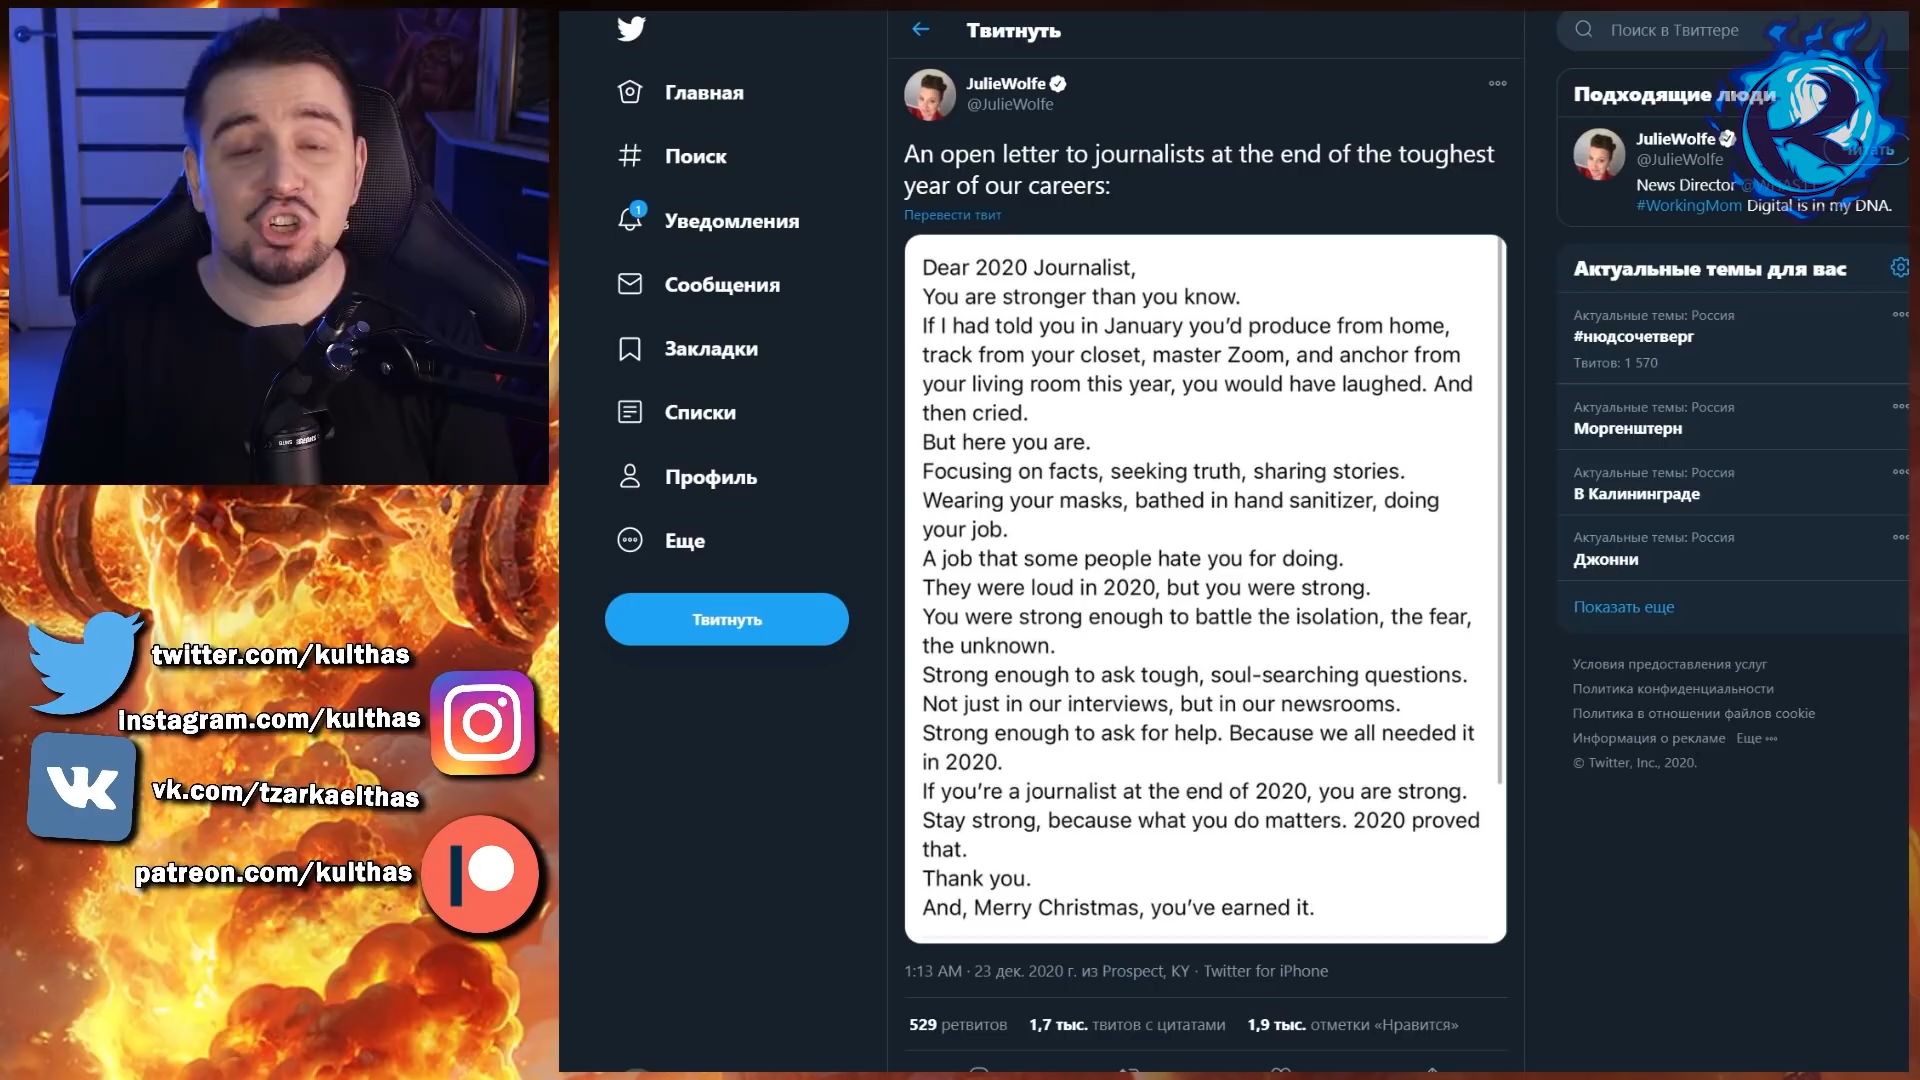 Главная
Поиск
1
Уведомления
Сообщения
Закладки
Списки
Профиль
Еще
Твитнуть
twitter.com/kulthas
instagram.com/kulthas
vk.com/tzarkaelthas
patreon.com/kulthas
Твитнуть
JulieWolfe
@JulieWolfe
An open letter to journalists at the end of the toughest
year of our careers:
Перевести твит
Dear 2020 Journalist,
You are stronger than you know.
If I had told you in January you'd produce from home,
track from your closet, master Zoom, and anchor from
your living room this year, you would have laughed. And
then cried.
But here you are.
Focusing on facts, seeking truth, sharing stories.
Wearing your masks, bathed in hand sanitizer, doing
your job.
A job that some people hate you for doing.
They were loud in 2020, but you were strong.
You were strong enough to battle the isolation, the fear,
the unknown.
Strong enough to ask tough, soul-searching questions.
Not just in our interviews, but in our newsrooms.
Strong enough to ask for help. Because we all needed it
in 2020.
If you're a journalist at the end of 2020, you are strong.
Stay strong, because what you do matters. 2020 proved
that.
Thank you.
And, Merry Christmas, you've earned it.
1:13 AM · 23 дек. 2020 г. из Prospect, KY · Twitter for iPhone
529 ретвитов 1,7 тыс. твитов с цитатами 1,9 тыс. отметки «Нравится»
Поиск в Твиттере
Подходящие люди
JulieWolfe
@JulieWolfe
News Director
#WorkingMom Digital is in my DNA.
Актуальные темы для вас
Актуальные темы: Россия
#нюдсочетверг
Твитов: 1 570
Актуальные темы: Россия
Моргенштерн
Актуальные темы: Россия
В Калининграде
Актуальные темы: Россия
Джонни
Показать еще
Условия предоставления услуг
Политика конфиденциальности
Политика в отношении файлов cookie
Информация о рекламе Еще
© Twitter, Inc., 2020.